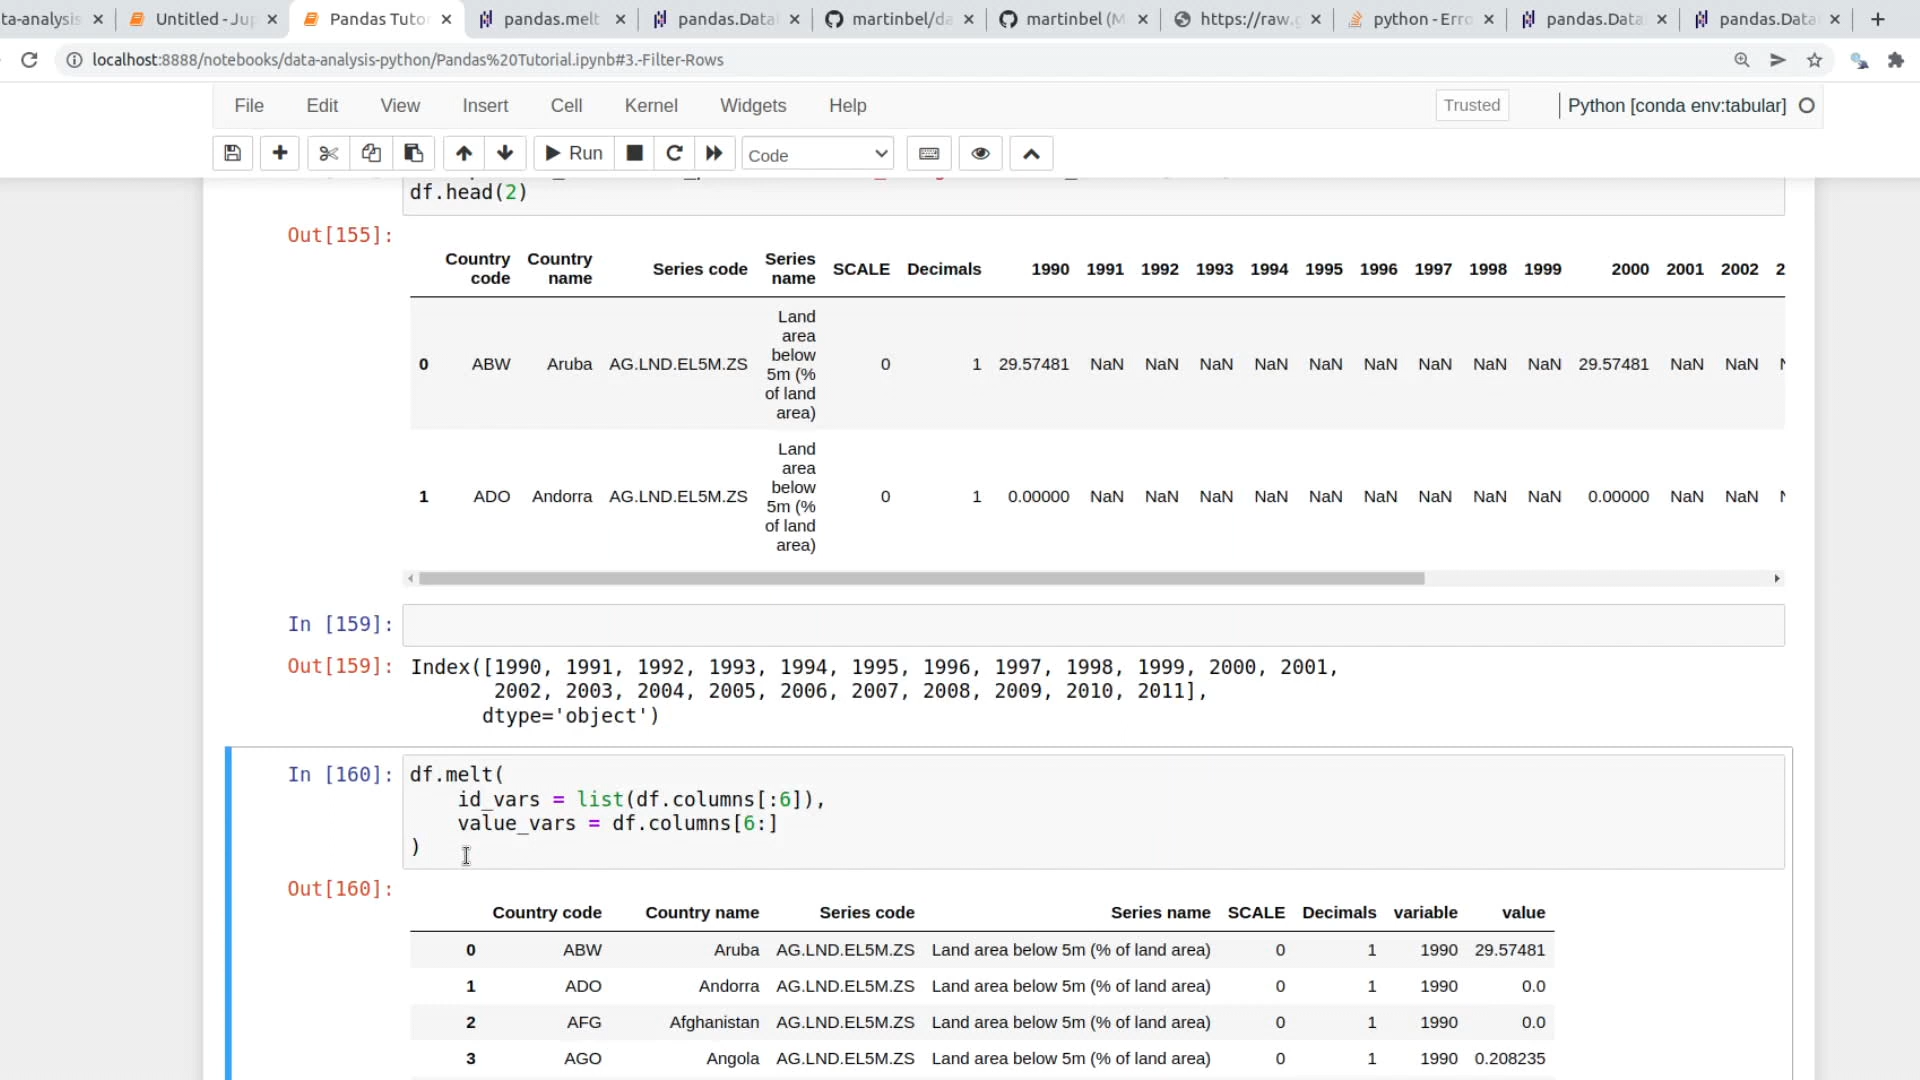 ta-analysis
Untitled - Jup
Pandas Tuto
pandas.melt
pandas.Data
martinbel/da
martinbel (M
https://raw.g
python - Erro
pandas.Data
pandas.Data
localhost:8888/notebooks/data-analysis-python/Pandas%20Tutorial.ipynb#3.-Filter-Rows
File Edit View Insert Cell Kernel Widgets Help Trusted Python [conda env:tabular]
Run Code
df.head(2)
Out[155]:
Country code Country name Series code Series name SCALE Decimals 1990 1991 1992 1993 1994 1995 1996 1997 1998 1999 2000 2001 2002 2
0 ABW Aruba AG.LND.EL5M.ZS Land area below 5m (% of land area) 0 1 29.57481 NaN NaN NaN NaN NaN NaN NaN NaN NaN 29.57481 NaN NaN
1 ADO Andorra AG.LND.EL5M.ZS Land area below 5m (% of land area) 0 1 0.00000 NaN NaN NaN NaN NaN NaN NaN NaN NaN 0.00000 NaN NaN
In [159]:
Out[159]: Index([1990, 1991, 1992, 1993, 1994, 1995, 1996, 1997, 1998, 1999, 2000, 2001,
2002, 2003, 2004, 2005, 2006, 2007, 2008, 2009, 2010, 2011],
dtype='object')
In [160]: df.melt(
id_vars = list(df.columns[:6]),
value_vars = df.columns[6:]
)
Out[160]:
Country code Country name Series code Series name SCALE Decimals variable value
0 ABW Aruba AG.LND.EL5M.ZS Land area below 5m (% of land area) 0 1 1990 29.57481
1 ADO Andorra AG.LND.EL5M.ZS Land area below 5m (% of land area) 0 1 1990 0.0
2 AFG Afghanistan AG.LND.EL5M.ZS Land area below 5m (% of land area) 0 1 1990 0.0
3 AGO Angola AG.LND.EL5M.ZS Land area below 5m (% of land area) 0 1 1990 0.208235